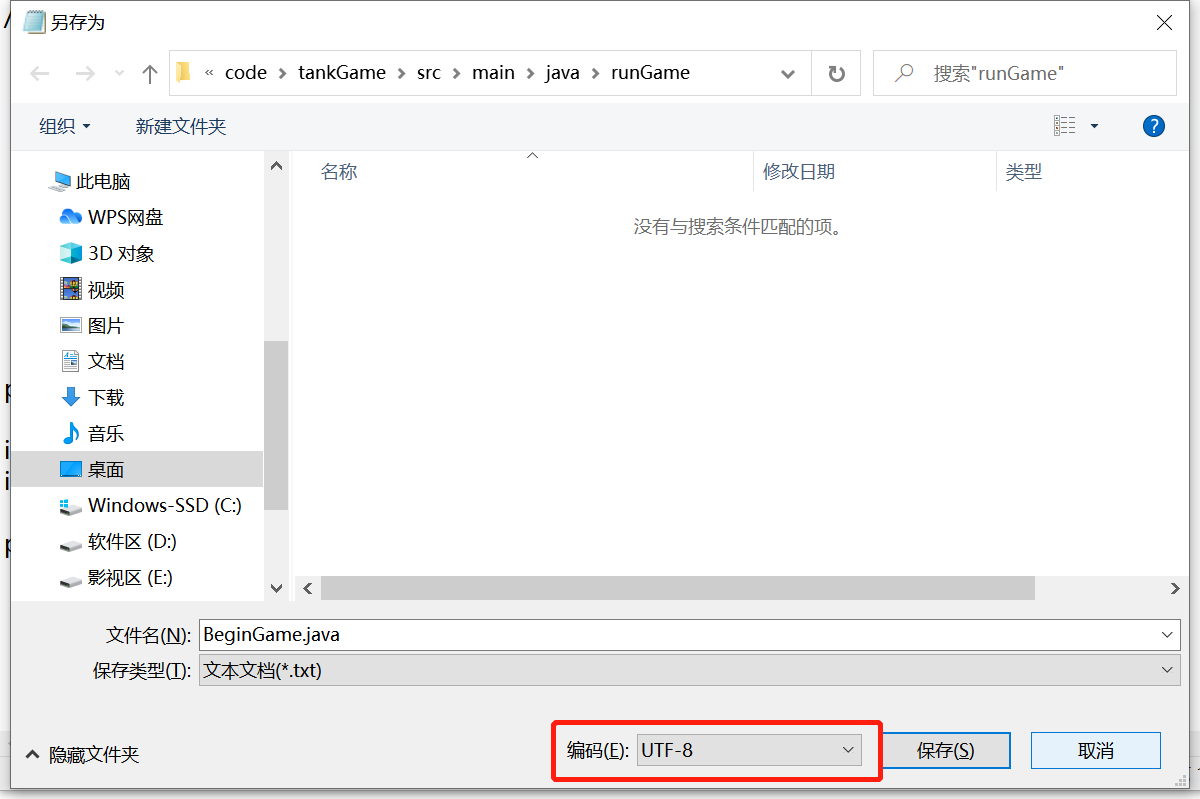 另存为
« code › tankGame › src › main › java › runGame
搜索"runGame"
组织
新建文件夹
此电脑
WPS网盘
3D 对象
视频
图片
文档
下载
音乐
桌面
Windows-SSD (C:)
软件区 (D:)
影视区 (E:)
名称 修改日期 类型
没有与搜索条件匹配的项。
文件名(N): BeginGame.java
保存类型(T): 文本文档(*.txt)
隐藏文件夹
编码(E): UTF-8
保存(S)
取消